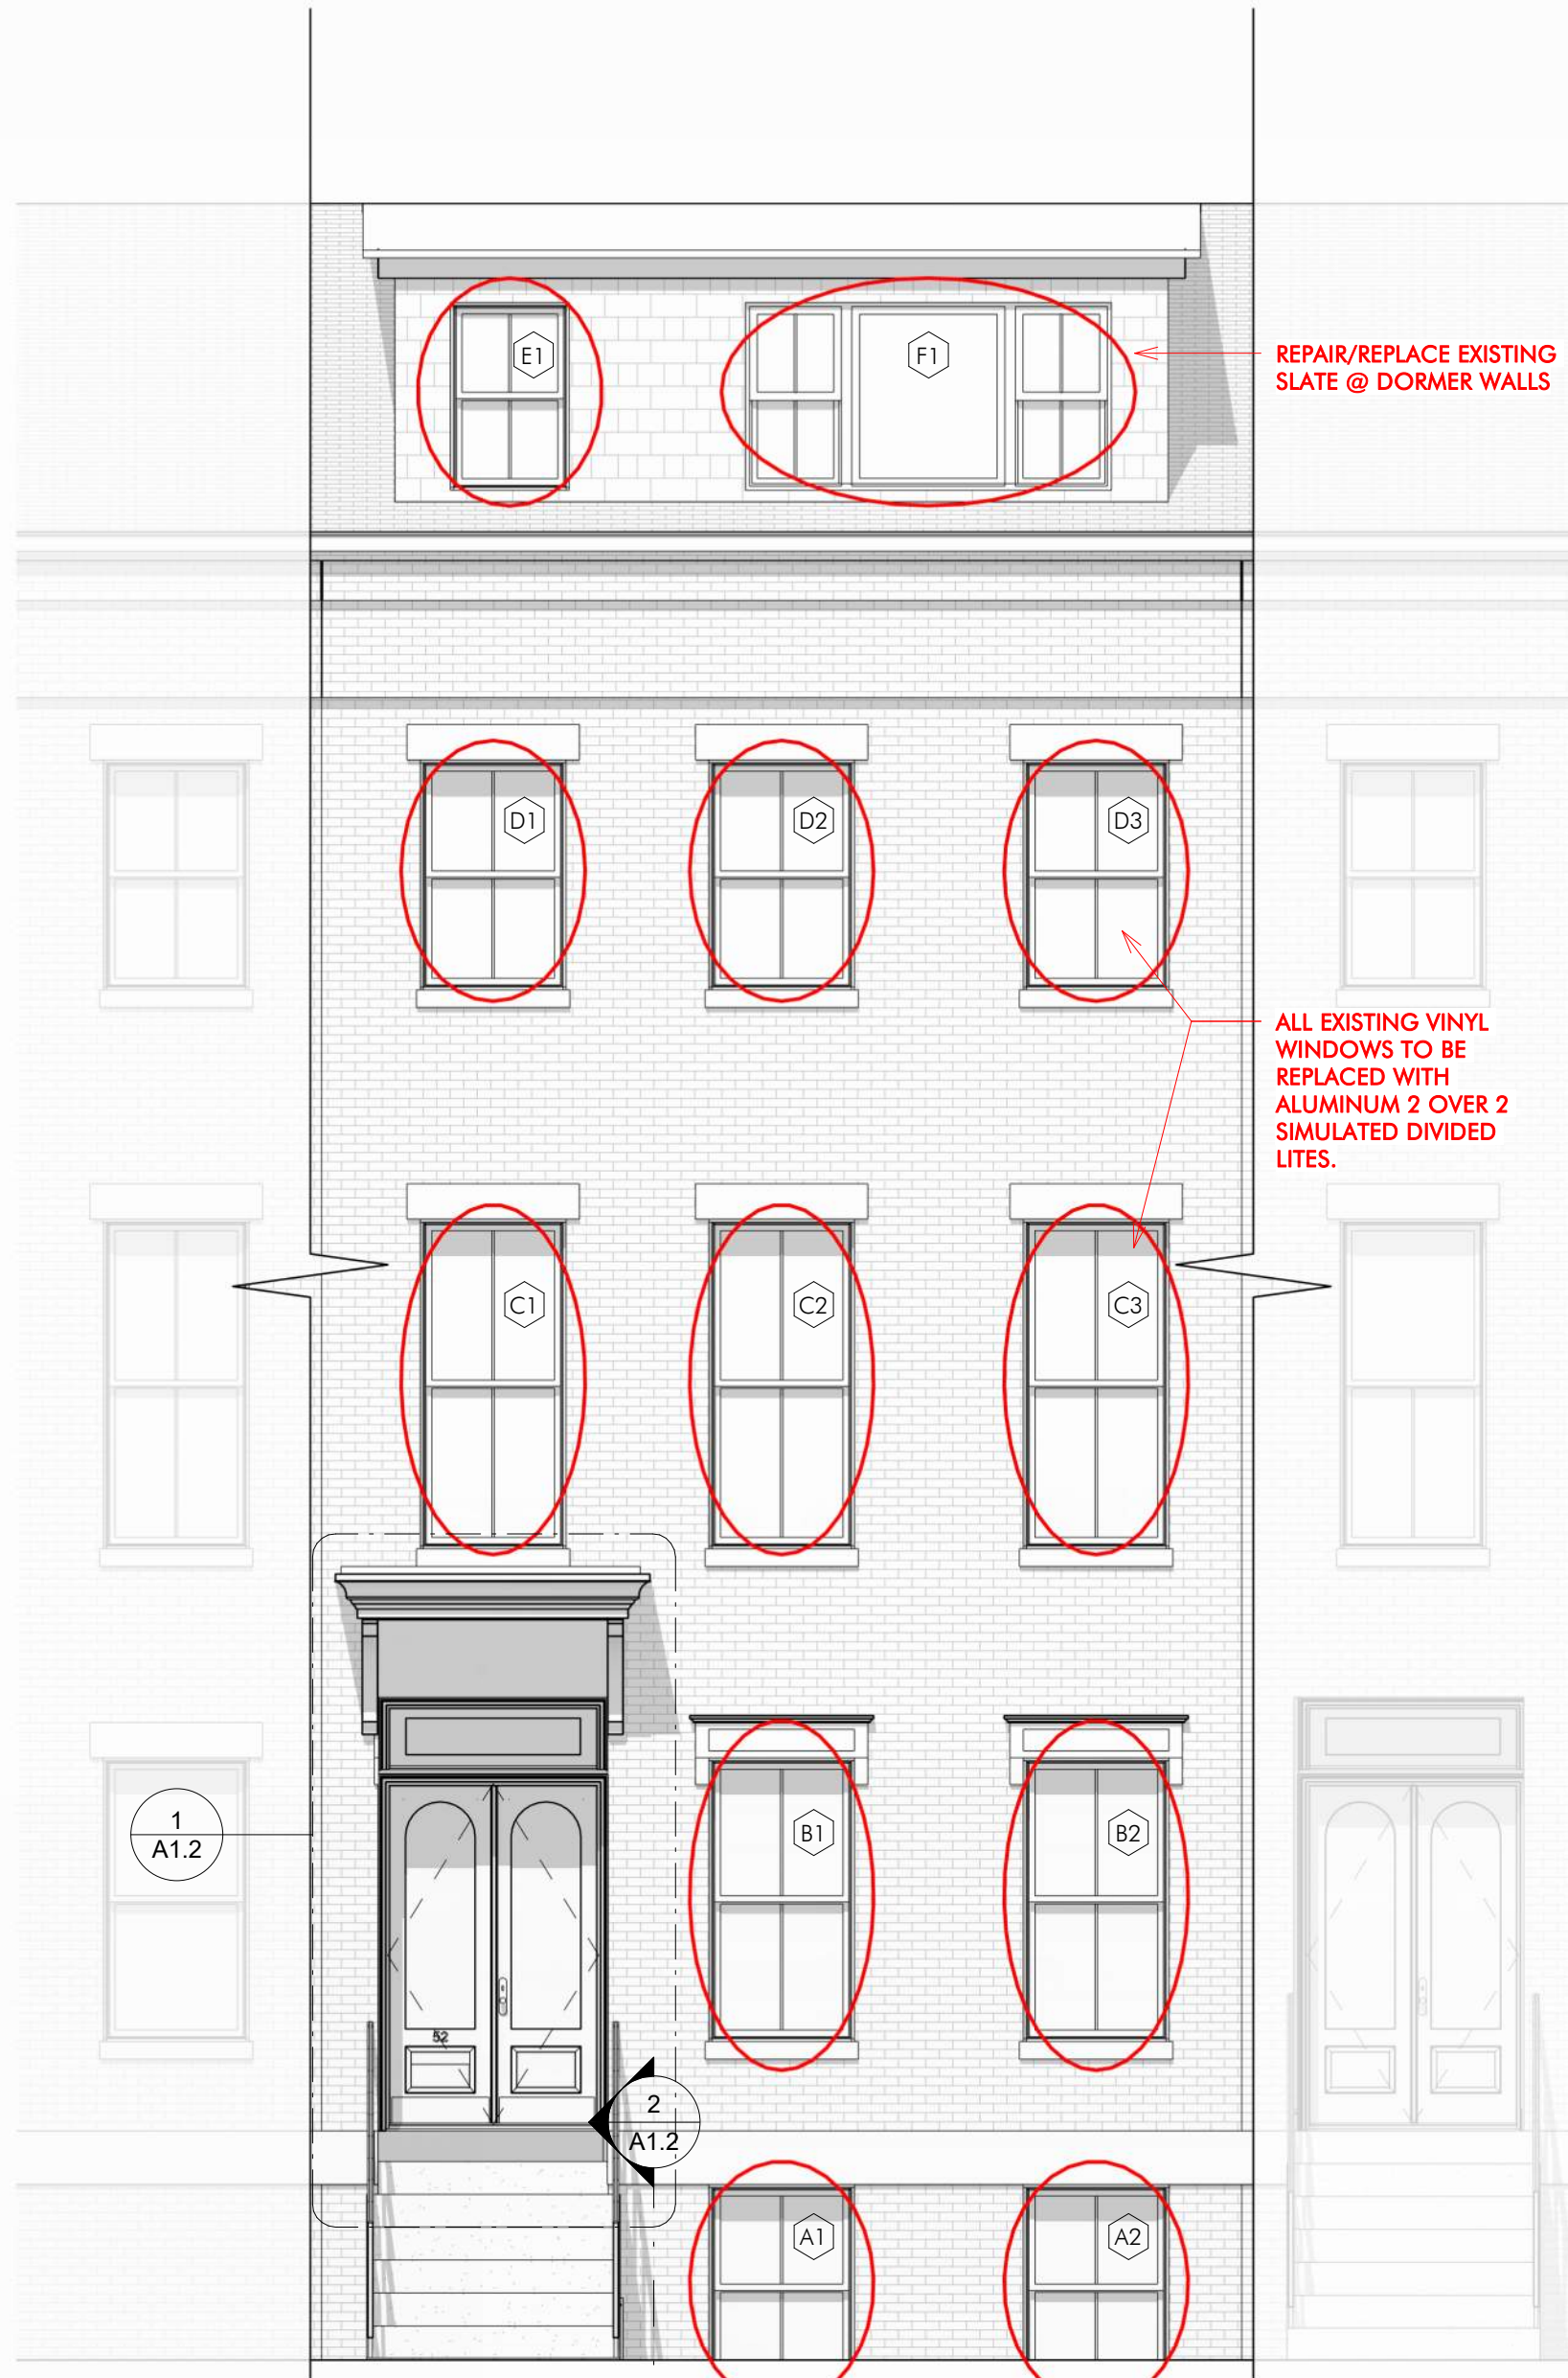 E1
F1
REPAIR/REPLACE EXISTING
SLATE @ DORMER WALLS
D1
D2
D3
ALL EXISTING VINYL
WINDOWS TO BE
REPLACED WITH
ALUMINUM 2 OVER 2
SIMULATED DIVIDED
LITES.
C1
C2
C3
1
A1.2
B1
B2
52
2
A1.2
A1
A2